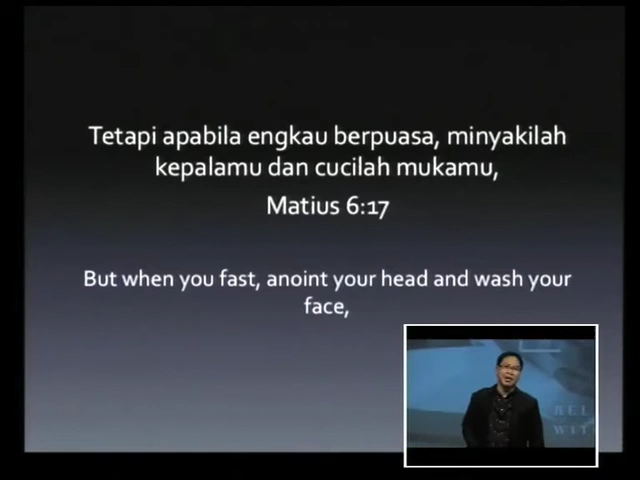 Tetapi apabila engkau berpuasa, minyakilah
kepalamu dan cucilah mukamu,
Matius 6:17
But when you fast, anoint your head and wash your
face,